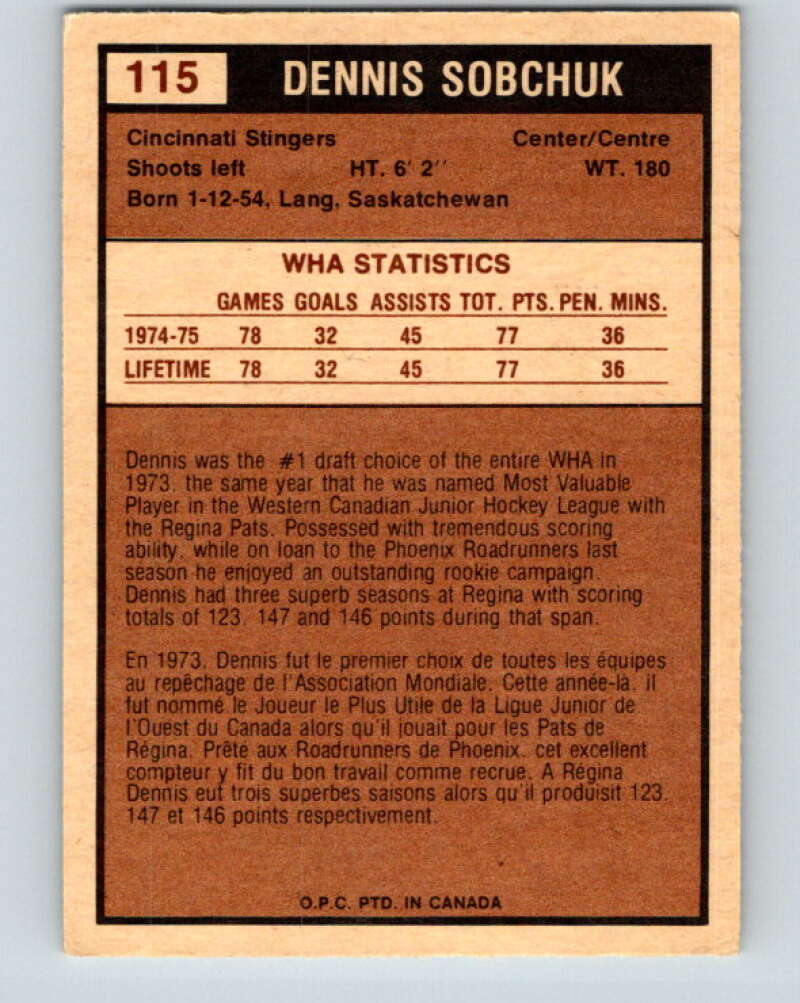 115 DENNIS SOBCHUK
Cincinnati Stingers Center/Centre
Shoots left HT. 6' 2'' WT. 180
Born 1-12-54, Lang, Saskatchewan
WHA STATISTICS
GAMES GOALS ASSISTS TOT. PTS. PEN. MINS.
1974-75 78 32 45 77 36
LIFETIME 78 32 45 77 36
Dennis was the #1 draft choice of the entire WHA in
1973, the same year that he was named Most Valuable
Player in the Western Canadian Junior Hockey League with
the Regina Pats. Possessed with tremendous scoring
ability, while on loan to the Phoenix Roadrunners last
season he enjoyed an outstanding rookie campaign.
Dennis had three superb seasons at Regina with scoring
totals of 123, 147 and 146 points during that span.
En 1973, Dennis fut le premier choix de toutes les équipes
au repêchage de l'Association Mondiale. Cette année-là, il
fut nommé le Joueur le Plus Utile de la Ligue Junior de
l'Ouest du Canada alors qu'il jouait pour les Pats de
Régina. Prêté aux Roadrunners de Phoenix, cet excellent
compteur y fit du bon travail comme recrue. A Régina
Dennis eut trois superbes saisons alors qu'il produisit 123,
147 et 146 points respectivement.
O.P.C. PTD. IN CANADA